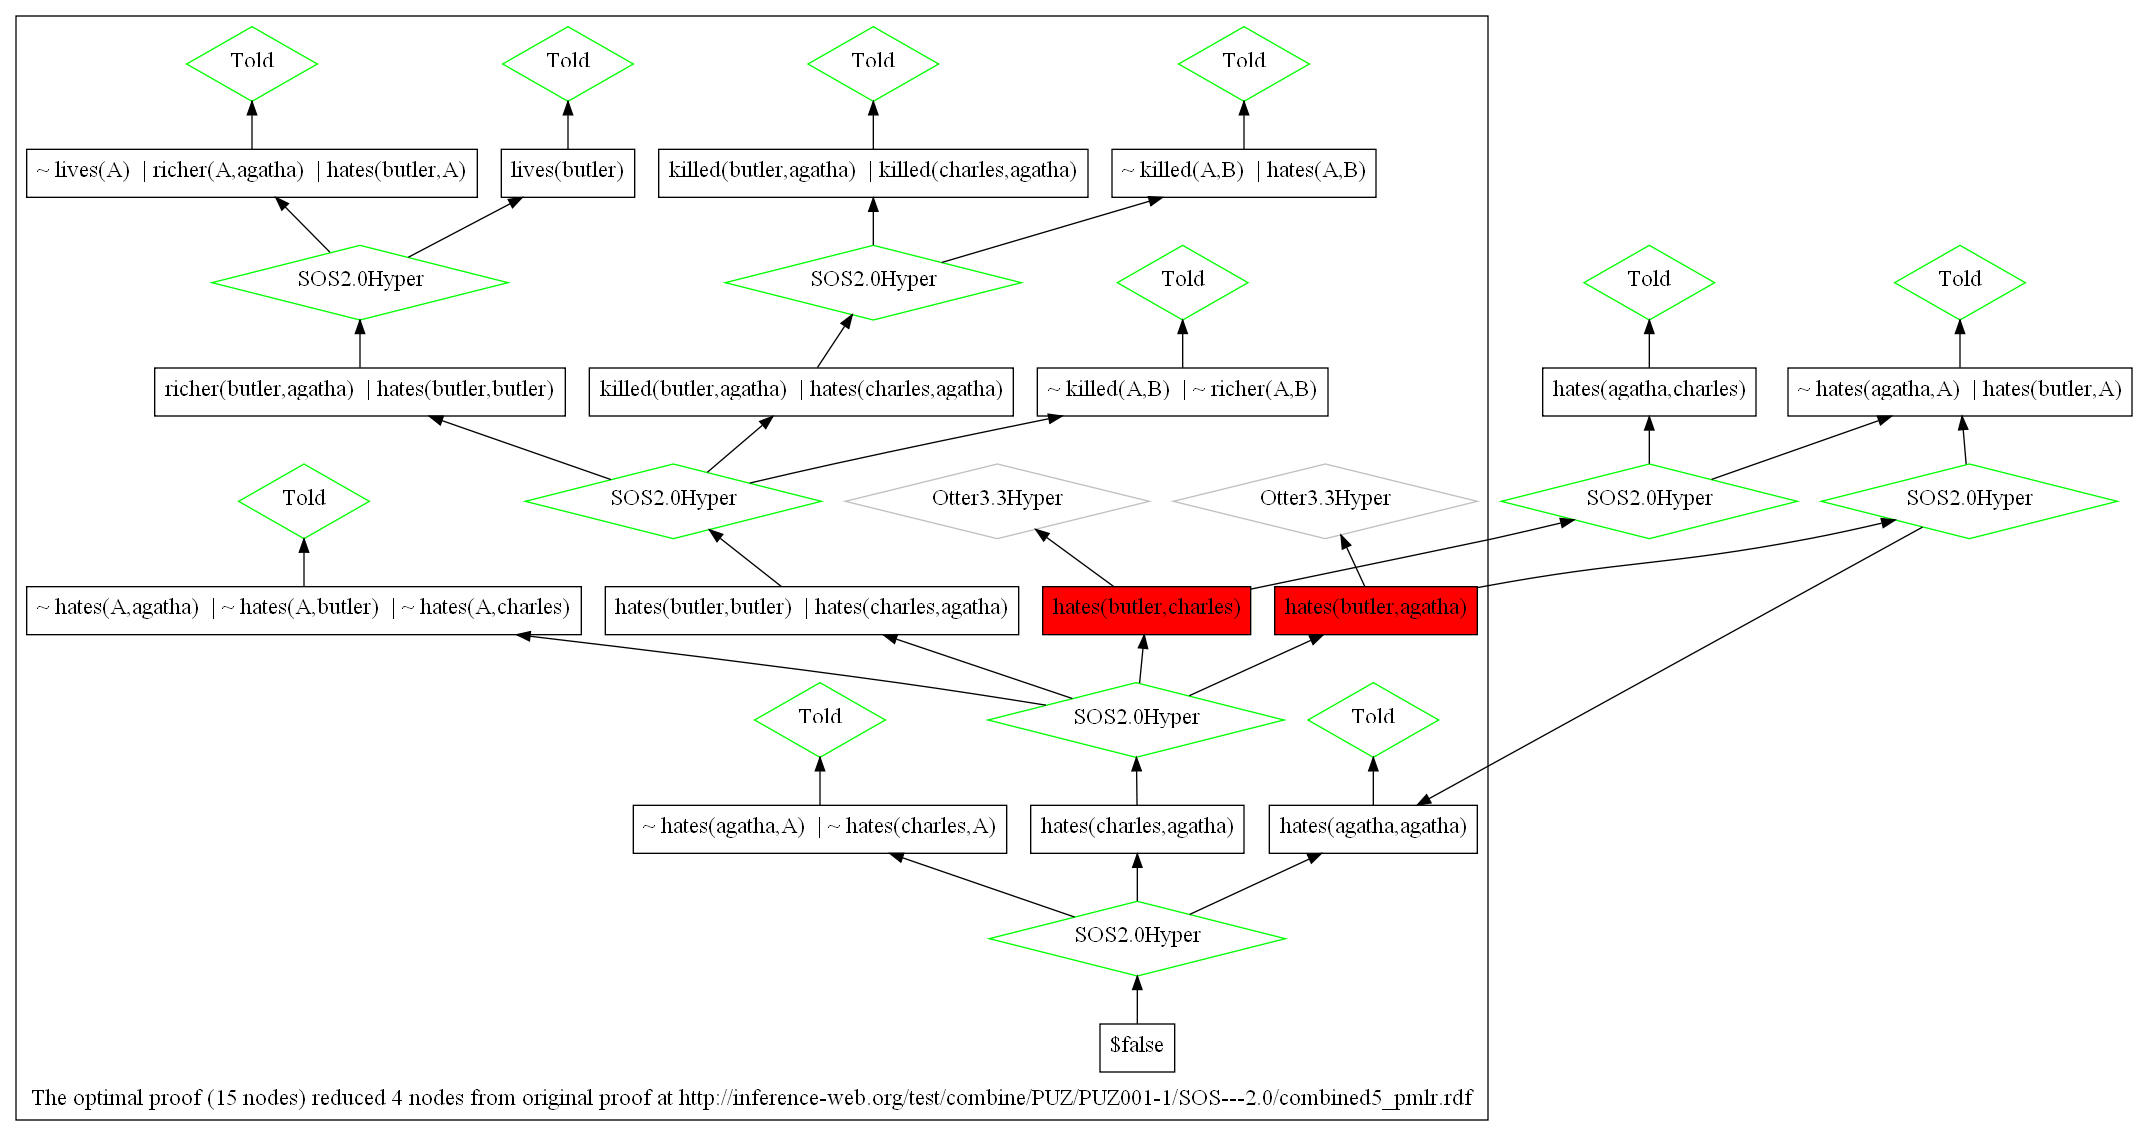 Told
Told
Told
Told
~ lives(A) | richer(A,agatha) | hates(butler,A)
lives(butler)
killed(butler,agatha) | killed(charles,agatha)
~ killed(A,B) | hates(A,B)
SOS2.0Hyper
SOS2.0Hyper
Told
Told
Told
richer(butler,agatha) | hates(butler,butler)
killed(butler,agatha) | hates(charles,agatha)
~ killed(A,B) | ~ richer(A,B)
hates(agatha,charles)
~ hates(agatha,A) | hates(butler,A)
Told
SOS2.0Hyper
Otter3.3Hyper
Otter3.3Hyper
SOS2.0Hyper
SOS2.0Hyper
~ hates(A,agatha) | ~ hates(A,butler) | ~ hates(A,charles)
hates(butler,butler) | hates(charles,agatha)
hates(butler,charles)
hates(butler,agatha)
Told
SOS2.0Hyper
Told
~ hates(agatha,A) | ~ hates(charles,A)
hates(charles,agatha)
hates(agatha,agatha)
SOS2.0Hyper
$false
The optimal proof (15 nodes) reduced 4 nodes from original proof at http://inference-web.org/test/combine/PUZ/PUZ001-1/SOS---2.0/combined5_pmlr.rdf